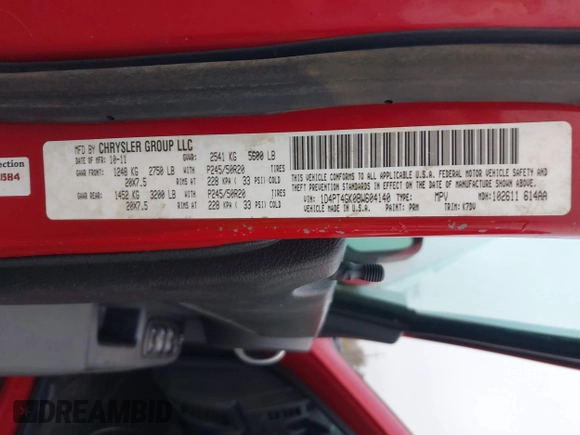 ection
1584
MFD BY CHRYSLER GROUP LLC
DATE OF MFR: 10-11 GVWR: 2541 KG 5600 LB
GAWR FRONT: 1248 KG 2750 LB WITH P245/50R20 TIRES
20X7.5 RIMS AT 228 KPA ( 33 PSI) COLD
GAWR REAR: 1452 KG 3200 LB WITH P245/50R20 TIRES
20X7.5 RIMS AT 228 KPA ( 33 PSI) COLD
THIS VEHICLE CONFORMS TO ALL APPLICABLE U.S.A. FEDERAL MOTOR VEHICLE SAFETY AND
THEFT PREVENTION STANDARDS IN EFFECT ON THE DATE OF MANUFACTURE SHOWN ABOVE.
VIN: 1D4PT4GK0BW604140 TYPE: MPV MDH: 102611 614AA
VEHICLE MADE IN U.S.A. PAINT: PRM TRIM: K7DV
DREAMBID